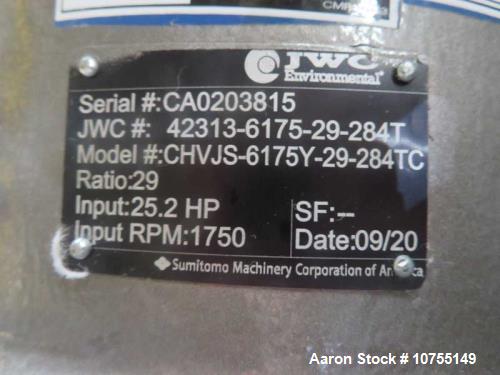 JWC
Environmental
Serial #:CA0203815
JWC #: 42313-6175-29-284T
Model #:CHVJS-6175Y-29-284TC
Ratio:29
Input:25.2 HP
SF:--
Input RPM:1750
Date:09/20
Sumitomo Machinery Corporation of America
Aaron Stock # 10755149